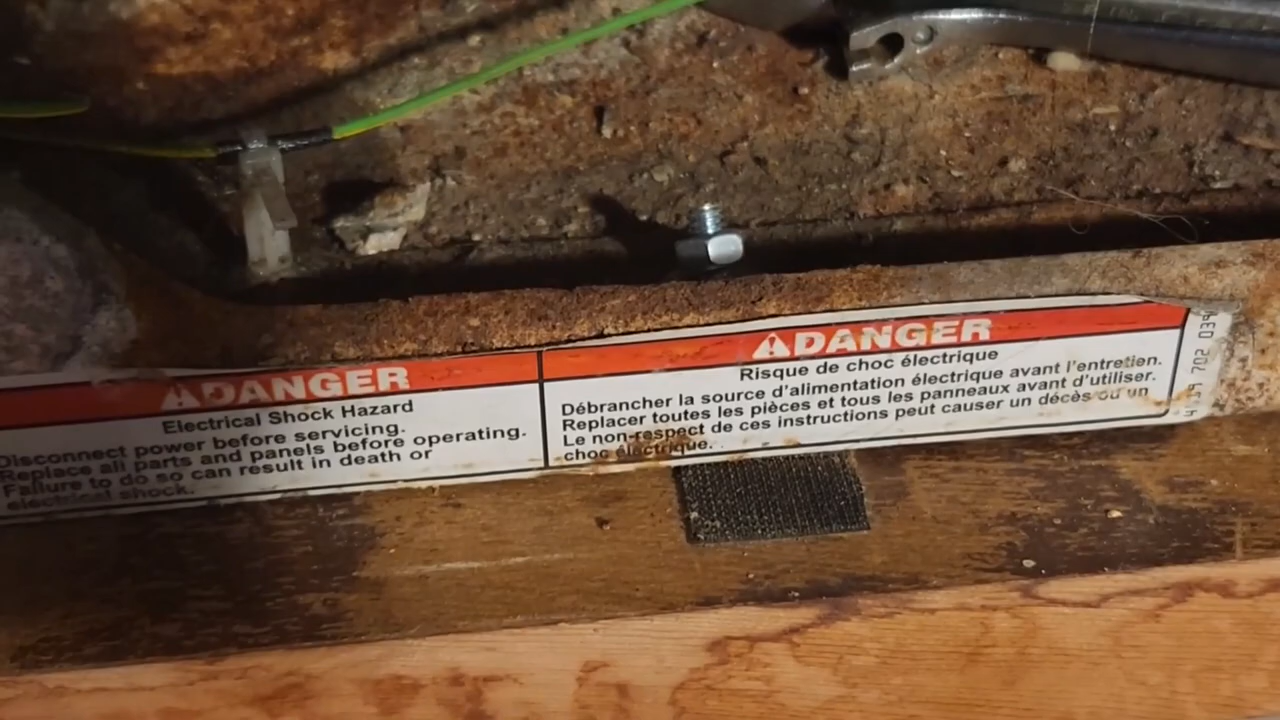 DANGER
Electrical Shock Hazard
Disconnect power before servicing.
Replace all parts and panels before operating.
Failure to do so can result in death or
electrical shock.
DANGER
Risque de choc électrique
Débrancher la source d'alimentation électrique avant l'entretien.
Replacer toutes les pièces et tous les panneaux avant d'utiliser.
Le non-respect de ces instructions peut causer un décès ou un
choc électrique.
702 039